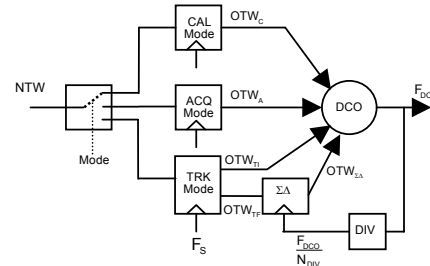 CAL
Mode
OTW_C
NTW
Mode
ACQ
Mode
OTW_A
DCO
F_DC
TRK
Mode
OTW_TI
OTW_TF
ΣΔ
OTW_ΣΔ
F_S
F_DCO
N_DIV
DIV